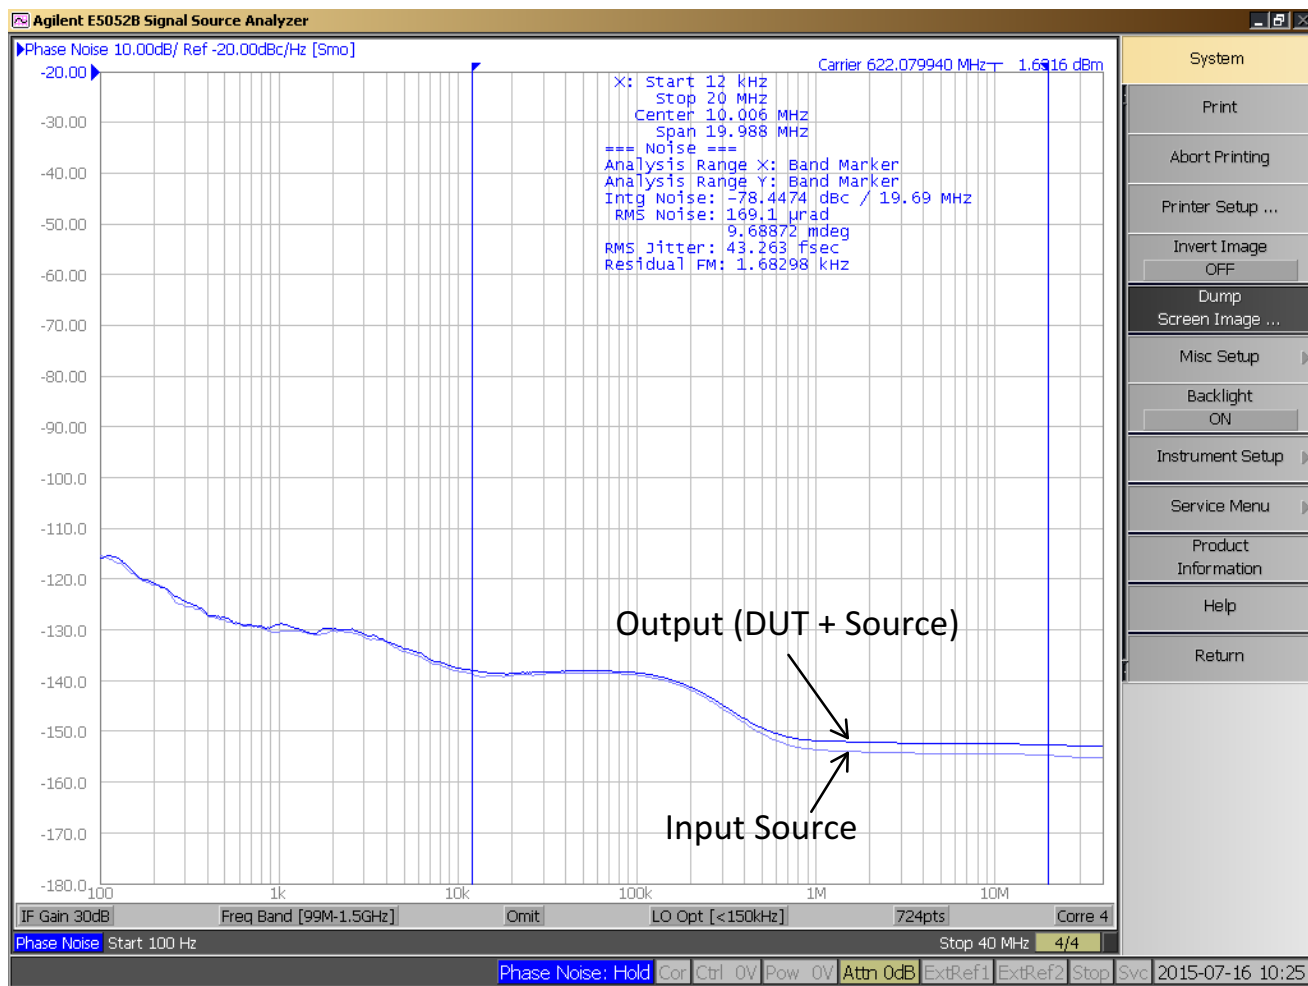 Agilent E5052B Signal Source Analyzer
Phase Noise 10.00dB/ Ref -20.00dBc/Hz [Smo]
Carrier 622.079940 MHz
dBm
X: Start 12 kHz
Stop 20 MHz
Center 10.006 MHz
Span 19.988 MHz
=== Noise ===
Analysis Range X: Band Marker
Analysis Range Y: Band Marker
Intg Noise: -78.4474 dBc / 19.69 MHz
RMS Noise: 169.1 µrad
9.68872 mdeg
RMS Jitter: 43.263 fsec
Residual FM: 1.68298 kHz
-20.00
-30.00
-40.00
-50.00
-60.00
-70.00
-80.00
-90.00
-100.0
-110.0
-120.0
-130.0
-140.0
-150.0
-160.0
-170.0
-180.0
Output (DUT + Source)
Input Source
100
1k
10k
100k
1M
10M
IF Gain 30dB
Freq Band [99M-1.5GHz]
Omit
LO Opt [<150kHz]
724pts
Corre 4
Phase Noise Start 100 Hz
Stop 40 MHz
4/4
Phase Noise: Hold
Cor
Ctrl 0V
Pow 0V
Attn 0dB
ExtRef1
ExtRef2
Stop
Svc
2015-07-16 10:25
System
Print
Abort Printing
Printer Setup ...
Invert Image
OFF
Dump
Screen Image ...
Misc Setup
Backlight
ON
Instrument Setup
Service Menu
Product
Information
Help
Return